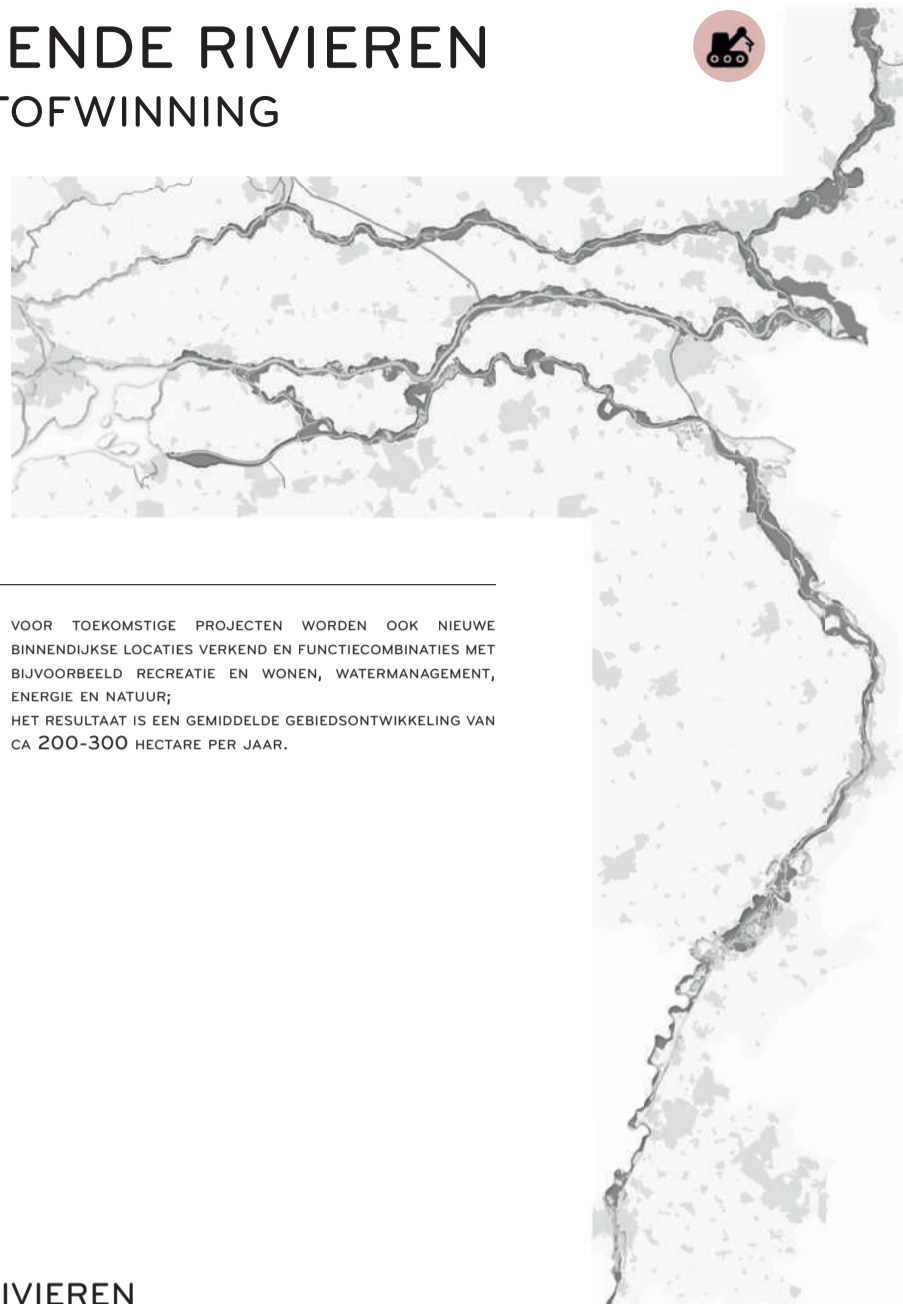 ENDE RIVIEREN
TOFWINNING
VOOR TOEKOMSTIGE PROJECTEN WORDEN OOK NIEUWE
BINNENDIJKSE LOCATIES VERKEND EN FUNCTIECOMBINATIES MET
BIJVOORBEELD RECREATIE EN WONEN, WATERMANAGEMENT,
ENERGIE EN NATUUR;
HET RESULTAAT IS EEN GEMIDDELDE GEBIEDSONTWIKKELING VAN
CA 200-300 HECTARE PER JAAR.
IVIEREN